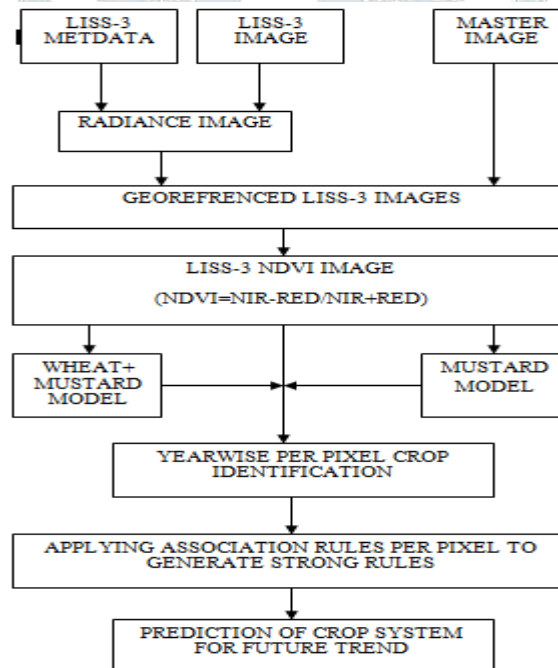 LISS-3
METDATA
LISS-3
IMAGE
MASTER
IMAGE
RADIANCE IMAGE
GEOREFRENCED LISS-3 IMAGES
LISS-3 NDVI IMAGE
(NDVI=NIR-RED/NIR+RED)
WHEAT+
MUSTARD
MODEL
MUSTARD
MODEL
YEARWISE PER PIXEL CROP
IDENTIFICATION
APPLYING ASSOCIATION RULES PER PIXEL TO
GENERATE STRONG RULES
PREDICTION OF CROP SYSTEM
FOR FUTURE TREND